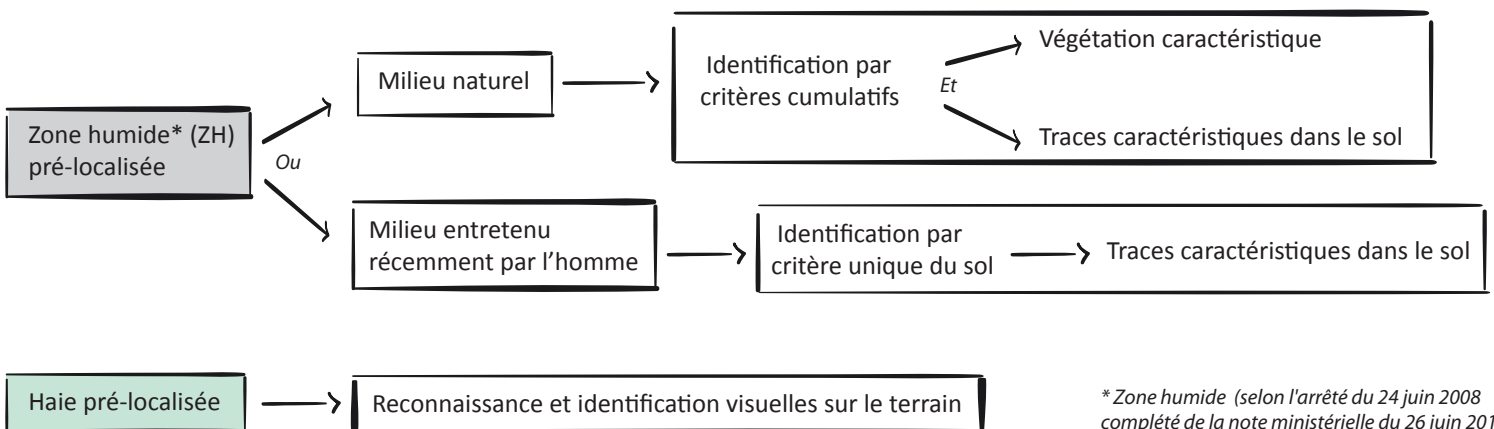 Zone humide* (ZH)
pré-localisée
Ou
Milieu naturel
Identification par
critères cumulatifs
Et
Végétation caractéristique
Traces caractéristiques dans le sol
Milieu entretenu
récemment par l'homme
Identification par
critère unique du sol
Traces caractéristiques dans le sol
Haie pré-localisée
Reconnaissance et identification visuelles sur le terrain
* Zone humide (selon l'arrêté du 24 juin 2008
complété de la note ministérielle du 26 juin